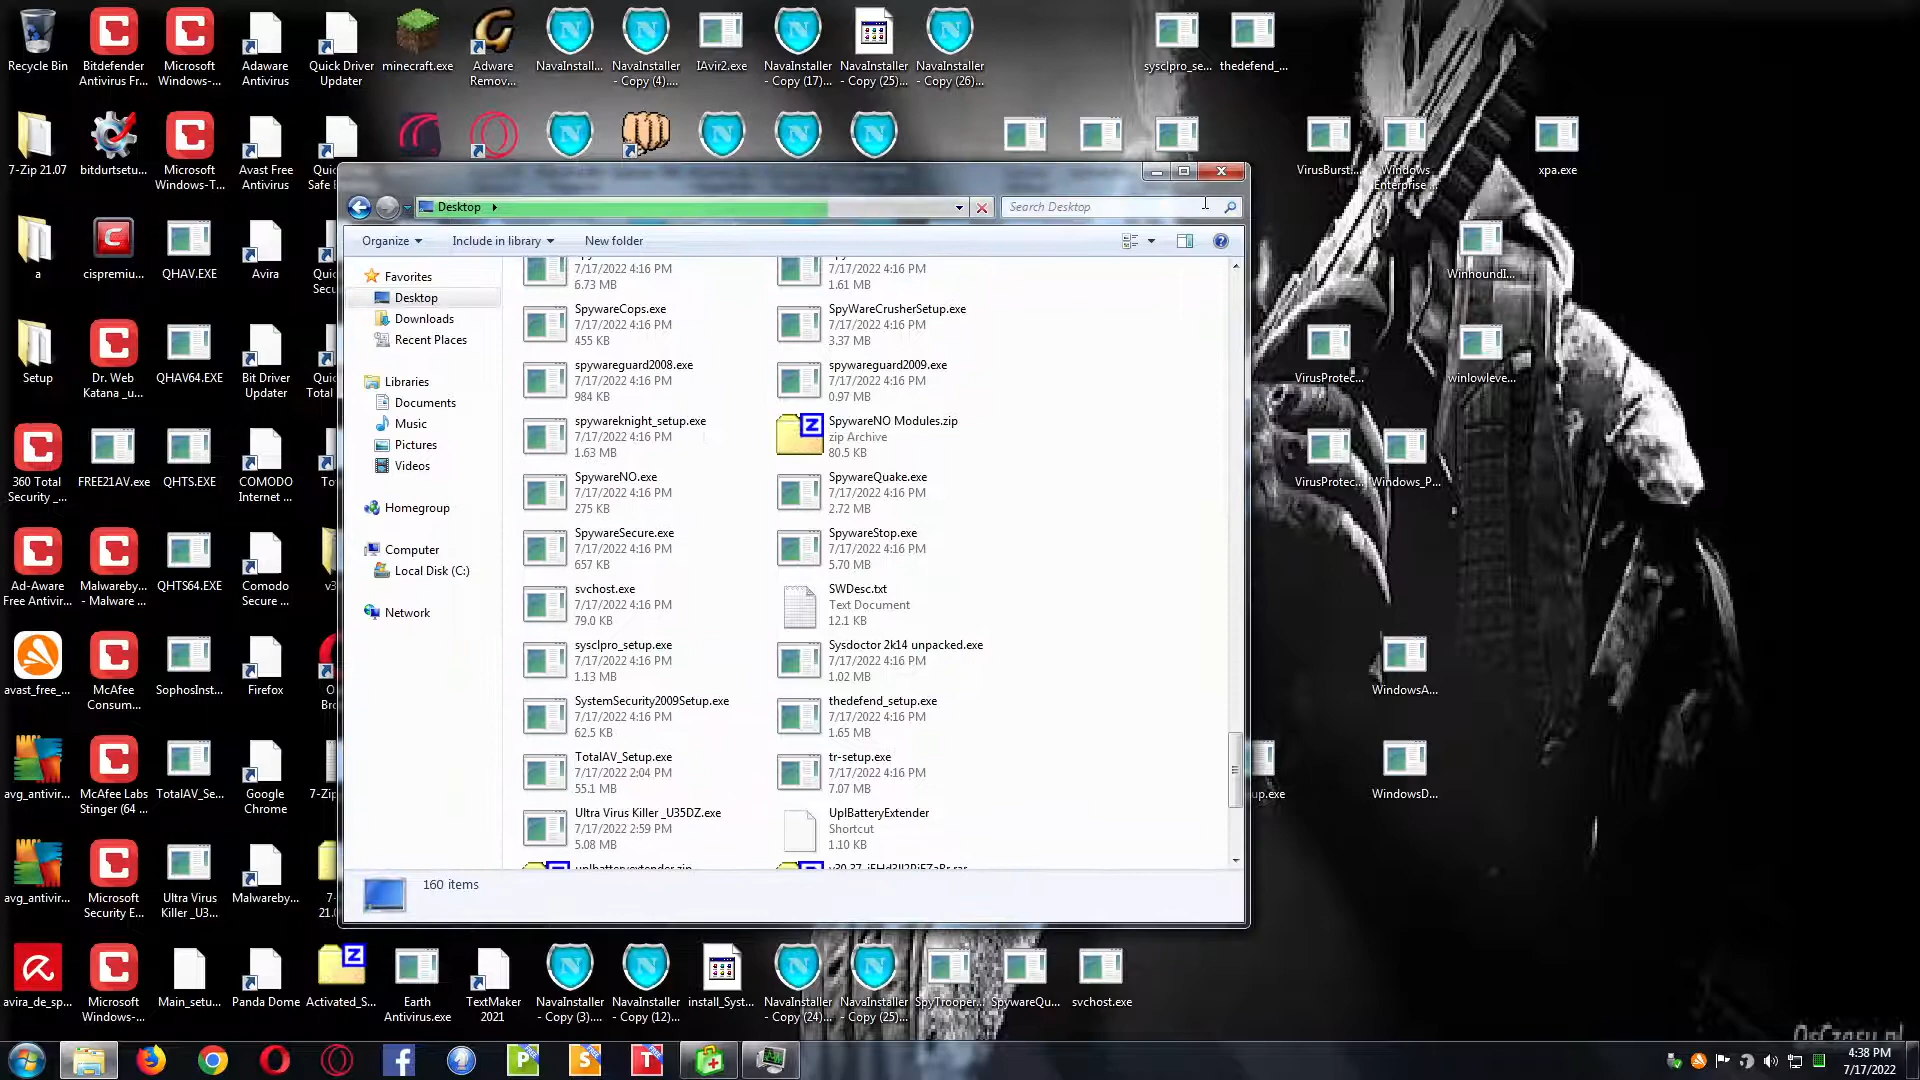 Recycle Bin
Bitdefender
Antivirus Fr...
Microsoft
Windows-...
Adaware
Antivirus
Quick Driver
Updater
minecraft.exe
Adware
Remov...
NavaInstall...
NavaInstaller
- Copy (4)....
IAvir2.exe
NavaInstaller
- Copy (17)...
NavaInstaller
- Copy (25)...
NavaInstaller
- Copy (26)...
sysclpro_se...
thedefend_...
7-Zip 21.07
bitdurtsetu...
Microsoft
Windows-T...
Avast Free
Antivirus
Quic
Safe E
VirusBurst!...
Windows
Enterprise ...
xpa.exe
a
cispremiu...
QHAV.EXE
Avira
Quic
Secu
WinhoundI...
Setup
Dr. Web
Katana _u...
QHAV64.EXE
Bit Driver
Updater
Quic
Total
VirusProtec...
winlowleve...
360 Total
Security _...
FREE21AV.exe
QHTS.EXE
COMODO
Internet ...
To
VirusProtec...
Windows_P...
Ad-Aware
Free Antivir...
Malwareby...
- Malware ...
QHTS64.EXE
Comodo
Secure ...
v3
avast_free_...
McAfee
Consum...
SophosInst...
Firefox
O
Bro
WindowsA...
avg_antivir...
McAfee Labs
Stinger (64 ...
TotalAV_Se...
Google
Chrome
7-Zip
up.exe
WindowsD...
avg_antivir...
Microsoft
Security E...
Ultra Virus
Killer _U3...
Malwareby...
7-
21.0
avira_de_sp...
Microsoft
Windows-...
Main_setu...
Panda Dome
Activated_S...
Earth
Antivirus.exe
TextMaker
2021
NavaInstaller
- Copy (3)....
NavaInstaller
- Copy (12)...
install_Syst...
NavaInstaller
- Copy (24)...
NavaInstaller
- Copy (25)...
SpyTrooper...
SpywareQu...
svchost.exe
Desktop
Search Desktop
Organize
Include in library
New folder
Favorites
Desktop
Downloads
Recent Places
Libraries
Documents
Music
Pictures
Videos
Homegroup
Computer
Local Disk (C:)
Network
7/17/2022 4:16 PM
6.73 MB
7/17/2022 4:16 PM
1.61 MB
SpywareCops.exe
7/17/2022 4:16 PM
455 KB
SpyWareCrusherSetup.exe
7/17/2022 4:16 PM
3.37 MB
spywareguard2008.exe
7/17/2022 4:16 PM
984 KB
spywareguard2009.exe
7/17/2022 4:16 PM
0.97 MB
spywareknight_setup.exe
7/17/2022 4:16 PM
1.63 MB
SpywareNO Modules.zip
zip Archive
80.5 KB
SpywareNO.exe
7/17/2022 4:16 PM
275 KB
SpywareQuake.exe
7/17/2022 4:16 PM
2.72 MB
SpywareSecure.exe
7/17/2022 4:16 PM
657 KB
SpywareStop.exe
7/17/2022 4:16 PM
5.70 MB
svchost.exe
7/17/2022 4:16 PM
79.0 KB
SWDesc.txt
Text Document
12.1 KB
sysclpro_setup.exe
7/17/2022 4:16 PM
1.13 MB
Sysdoctor 2k14 unpacked.exe
7/17/2022 4:16 PM
1.02 MB
SystemSecurity2009Setup.exe
7/17/2022 4:16 PM
62.5 KB
thedefend_setup.exe
7/17/2022 4:16 PM
1.65 MB
TotalAV_Setup.exe
7/17/2022 2:04 PM
55.1 MB
tr-setup.exe
7/17/2022 4:16 PM
7.07 MB
Ultra Virus Killer _U35DZ.exe
7/17/2022 2:59 PM
5.08 MB
UplBatteryExtender
Shortcut
1.10 KB
uplbatteryextender.zip
160 items
4:38 PM
7/17/2022